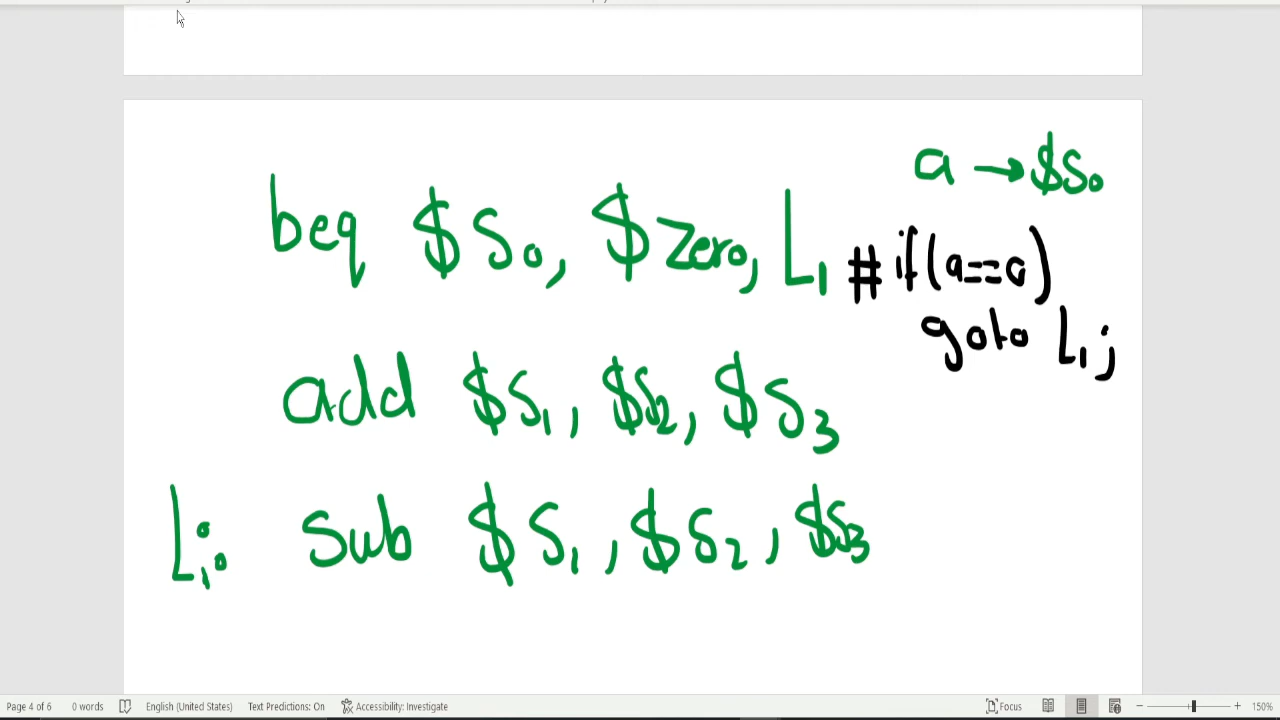 a → $s0
beq $s0, $zero, L1 # if(a==0)
goto L1;
add $s1, $s2, $s3
L1: sub $s1, $s2, $s3
Page 4 of 6 0 words English (United States) Text Predictions: On Accessibility: Investigate Focus 150%